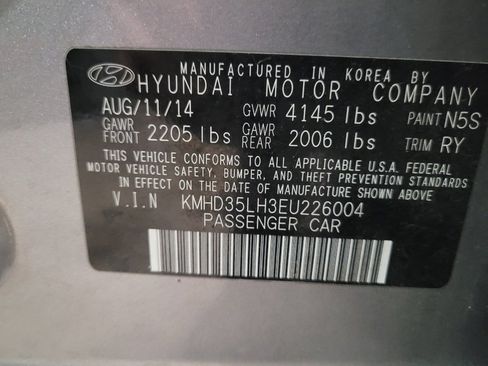 MANUFACTURED IN KOREA BY
HYUNDAI MOTOR COMPANY
AUG/11/14 GVWR 4145 lbs PAINT N5S
GAWR FRONT 2205 lbs GAWR REAR 2006 lbs TRIM RY
THIS VEHICLE CONFORMS TO ALL APPLICABLE U.S.A. FEDERAL
MOTOR VEHICLE SAFETY, BUMPER, AND THEFT PREVENTION STANDARDS
IN EFFECT ON THE DATE OF MANUFACTURE SHOWN ABOVE
V.I.N KMHD35LH3EU226004
PASSENGER CAR